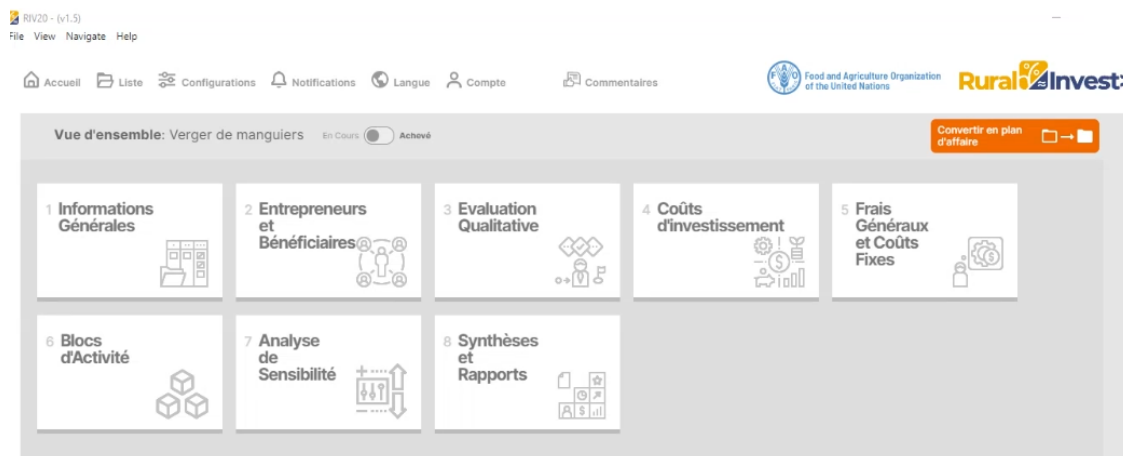 RIV20 - (v1.5)
File View Navigate Help
Accueil Liste Configurations Notifications Langue Compte Commentaires
FAO
Food and Agriculture Organization
of the United Nations
Rural Invest
Vue d'ensemble: Verger de manguiers En Cours Achevé
Convertir en plan
d'affaire
1 Informations
Générales
2 Entrepreneurs
et
Bénéficiaires
3 Evaluation
Qualitative
4 Coûts
d'investissement
5 Frais
Généraux
et Coûts
Fixes
6 Blocs
d'Activité
7 Analyse
de
Sensibilité
8 Synthèses
et
Rapports